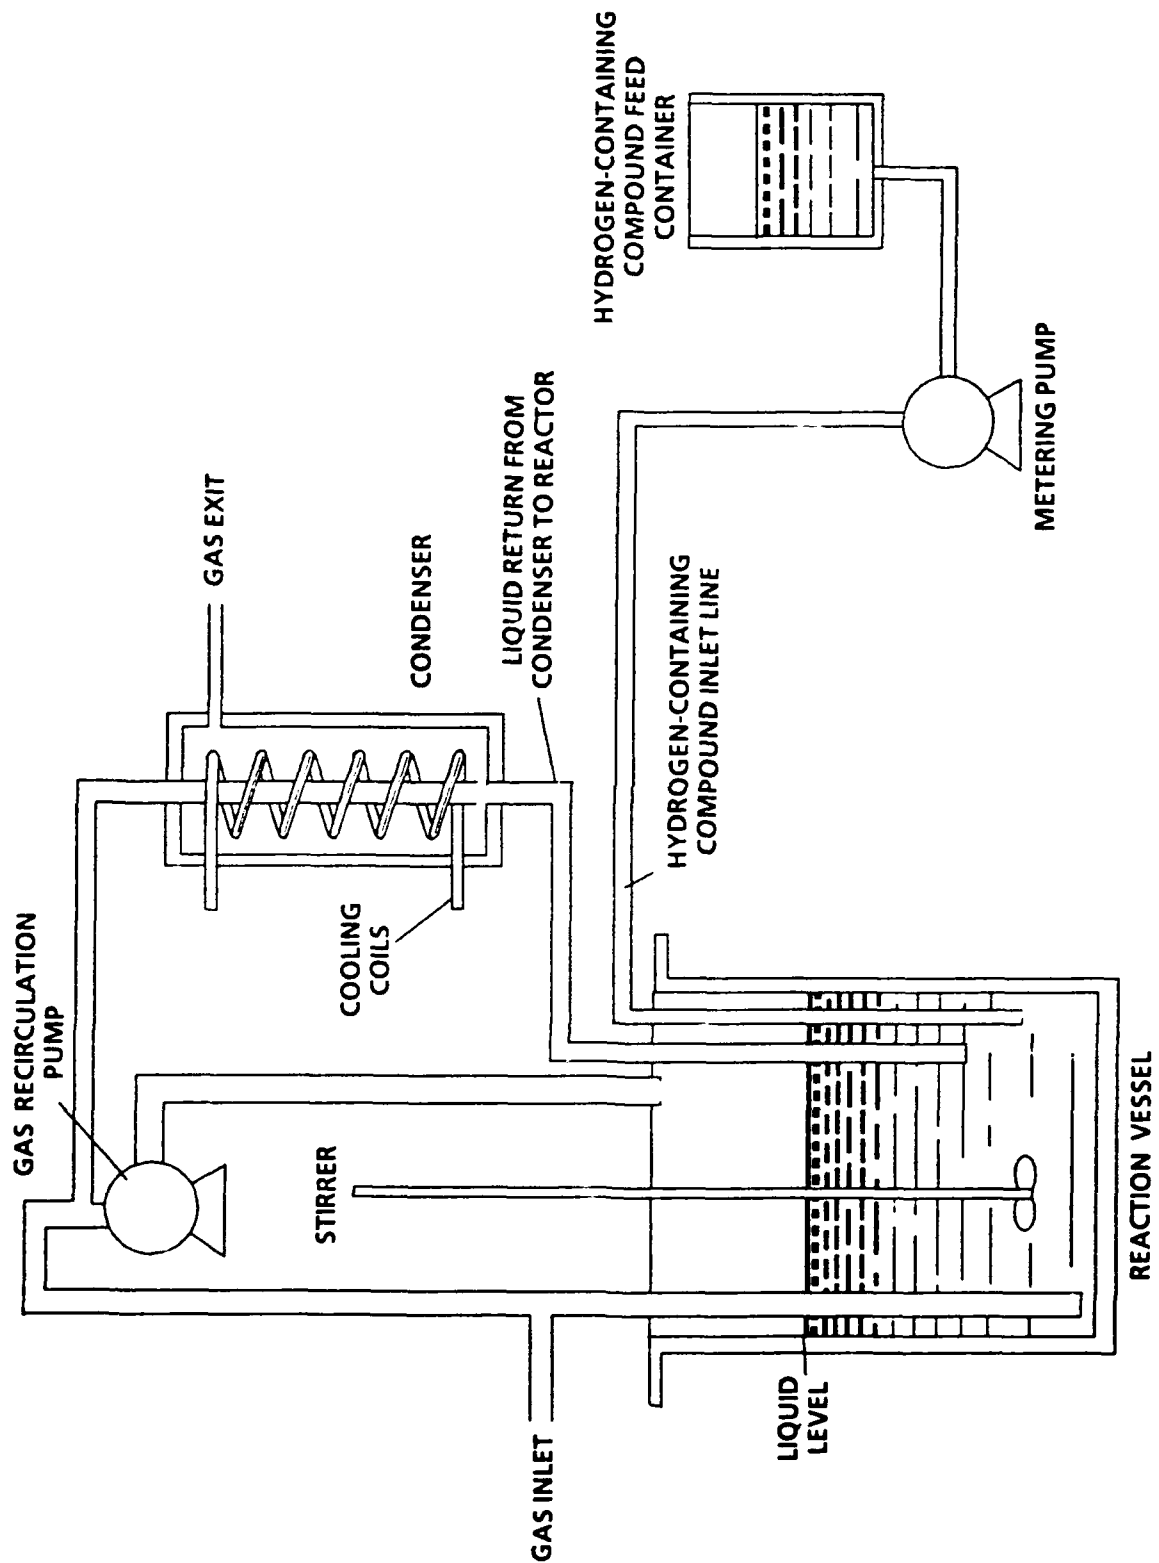 GAS RECIRCULATION
PUMP
GAS INLET
STIRRER
COOLING
COILS
CONDENSER
GAS EXIT
LIQUID RETURN FROM
CONDENSER TO REACTOR
HYDROGEN-CONTAINING
COMPOUND FEED
CONTAINER
HYDROGEN-CONTAINING
COMPOUND INLET LINE
METERING PUMP
LIQUID
LEVEL
REACTION VESSEL